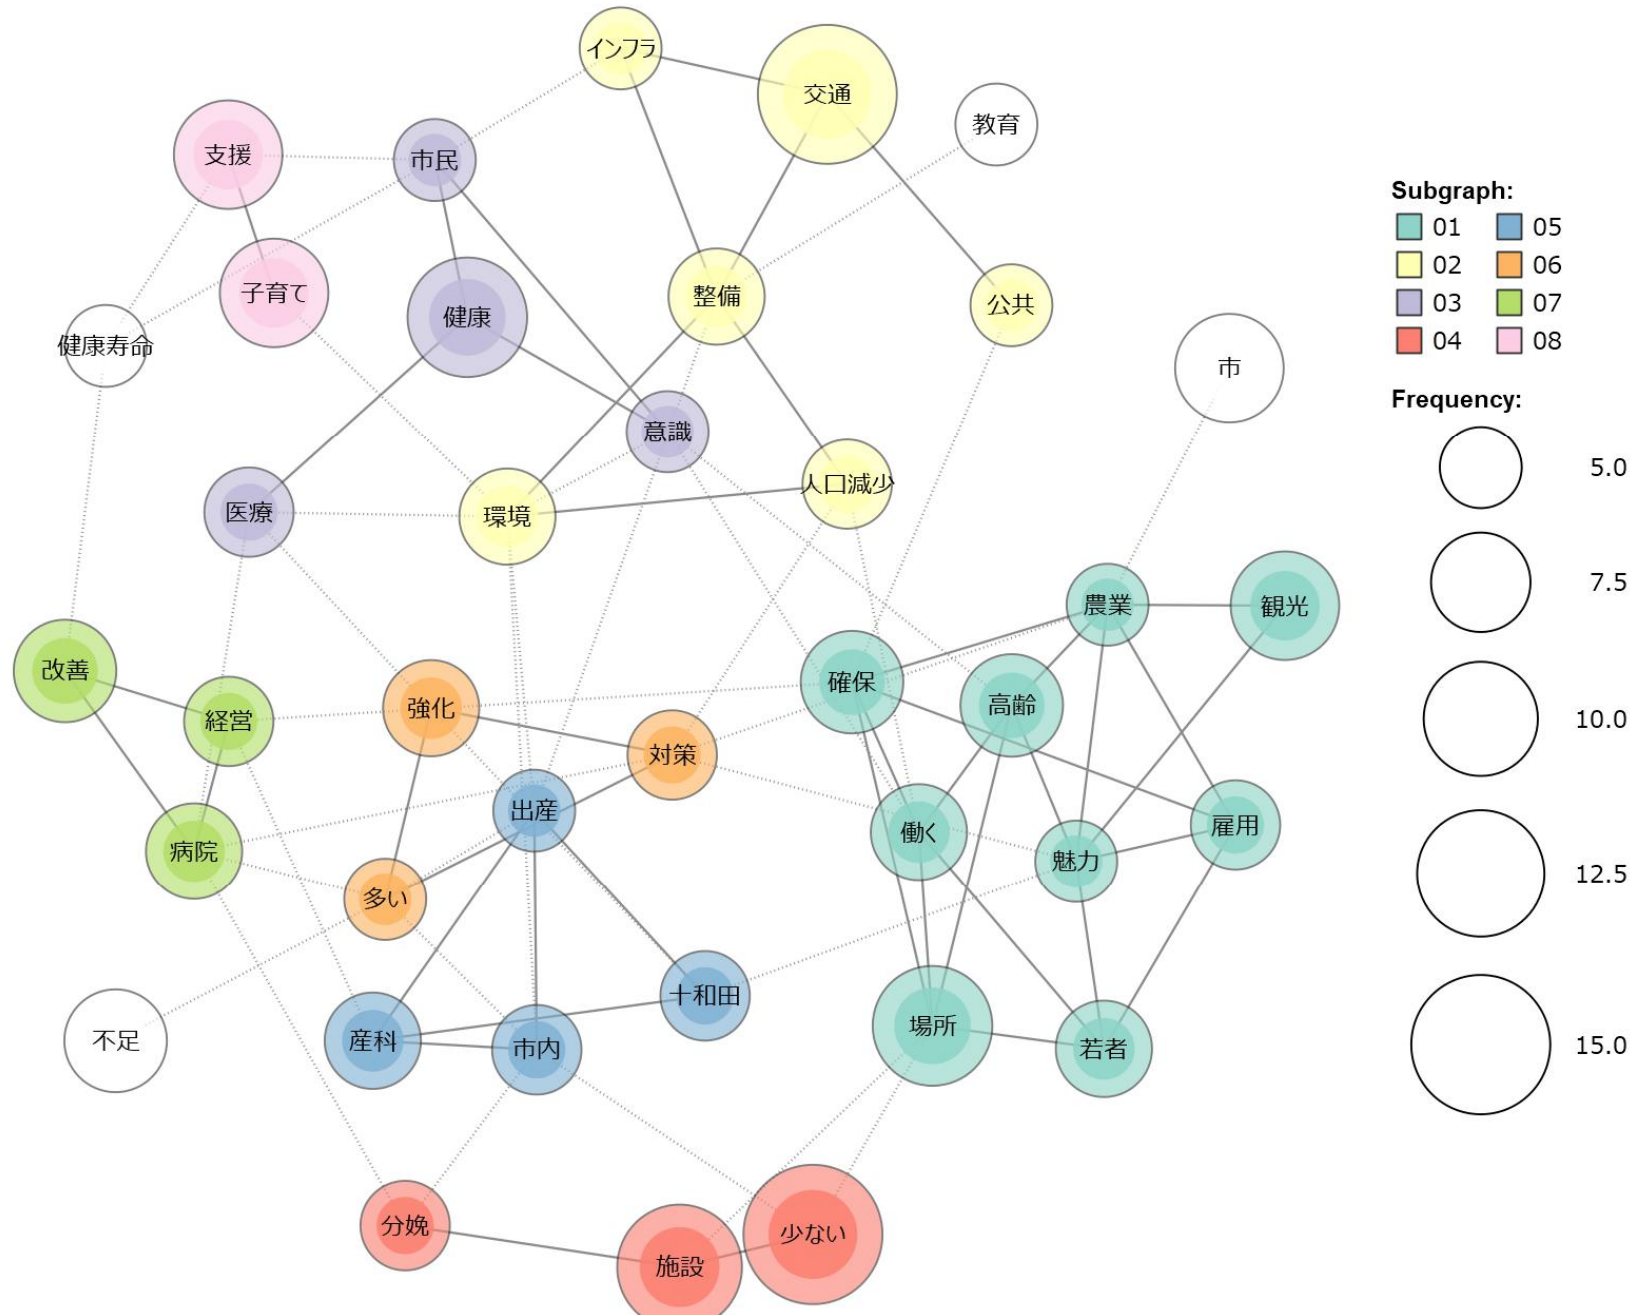 インフラ
交通
教育
支援
市民
子育て
健康
整備
公共
健康寿命
市
意識
人口減少
医療
環境
農業
観光
改善
経営
強化
確保
高齢
対策
出産
働く
雇用
病院
魅力
多い
十和田
不足
産科
市内
場所
若者
分娩
施設
少ない
Subgraph:
01 05
02 06
03 07
04 08
Frequency:
5.0
7.5
10.0
12.5
15.0